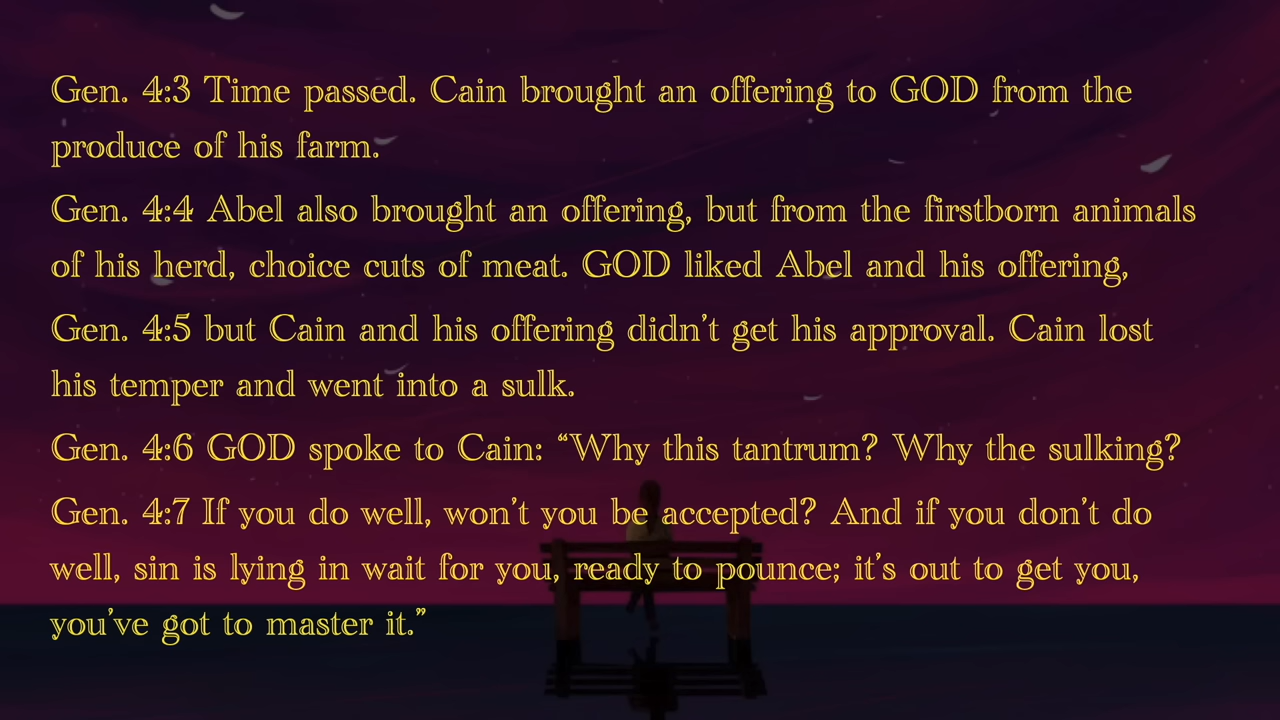 Gen. 4:3 Time passed. Cain brought an offering to GOD from the
produce of his farm.
Gen. 4:4 Abel also brought an offering, but from the firstborn animals
of his herd, choice cuts of meat. GOD liked Abel and his offering,
Gen. 4:5 but Cain and his offering didn’t get his approval. Cain lost
his temper and went into a sulk.
Gen. 4:6 GOD spoke to Cain: “Why this tantrum? Why the sulking?
Gen. 4:7 If you do well, won’t you be accepted? And if you don’t do
well, sin is lying in wait for you, ready to pounce; it’s out to get you,
you’ve got to master it.”